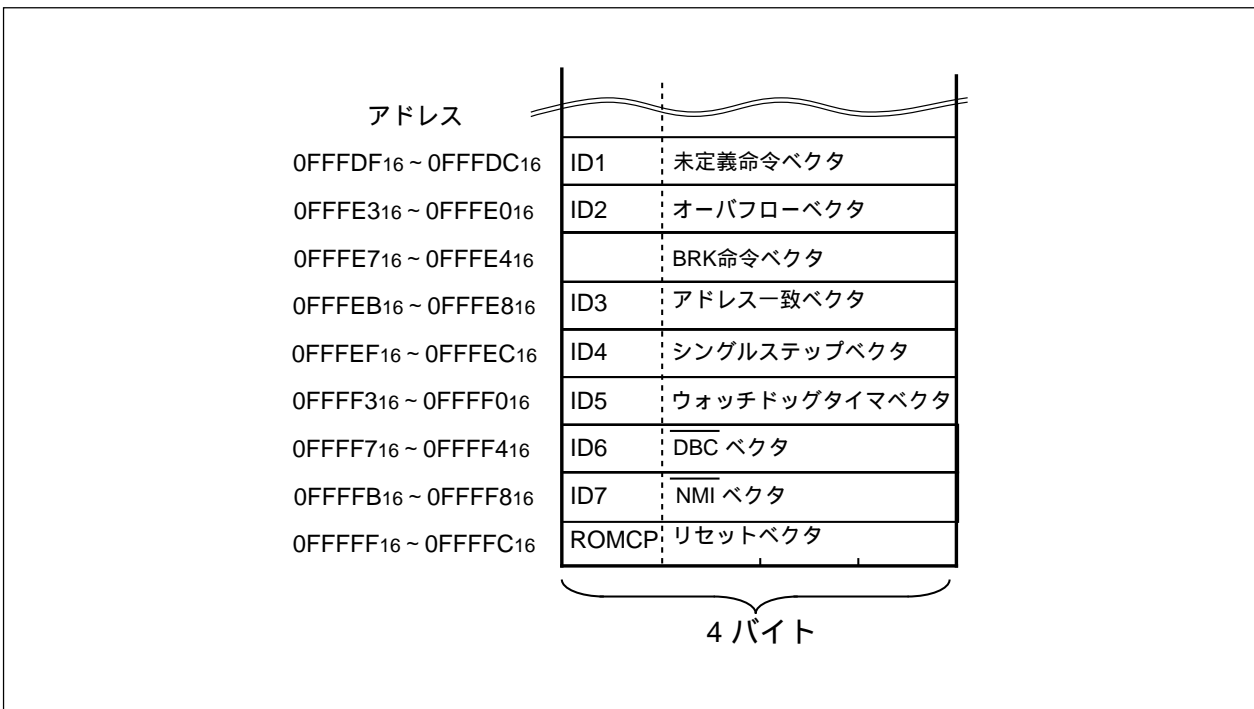 アドレス
0FFFDF16 ~ 0FFFDC16 ID1 未定義命令ベクタ
0FFFE316 ~ 0FFFE016 ID2 オーバフローベクタ
0FFFE716 ~ 0FFFE416 BRK命令ベクタ
0FFFEB16 ~ 0FFFE816 ID3 アドレス一致ベクタ
0FFFEF16 ~ 0FFFEC16 ID4 シングルステップベクタ
0FFFF316 ~ 0FFFF016 ID5 ウォッチドッグタイマベクタ
0FFFF716 ~ 0FFFF416 ID6 DBC ベクタ
0FFFFB16 ~ 0FFFF816 ID7 NMI ベクタ
0FFFFF16 ~ 0FFFFC16 ROMCP リセットベクタ
4 バイト